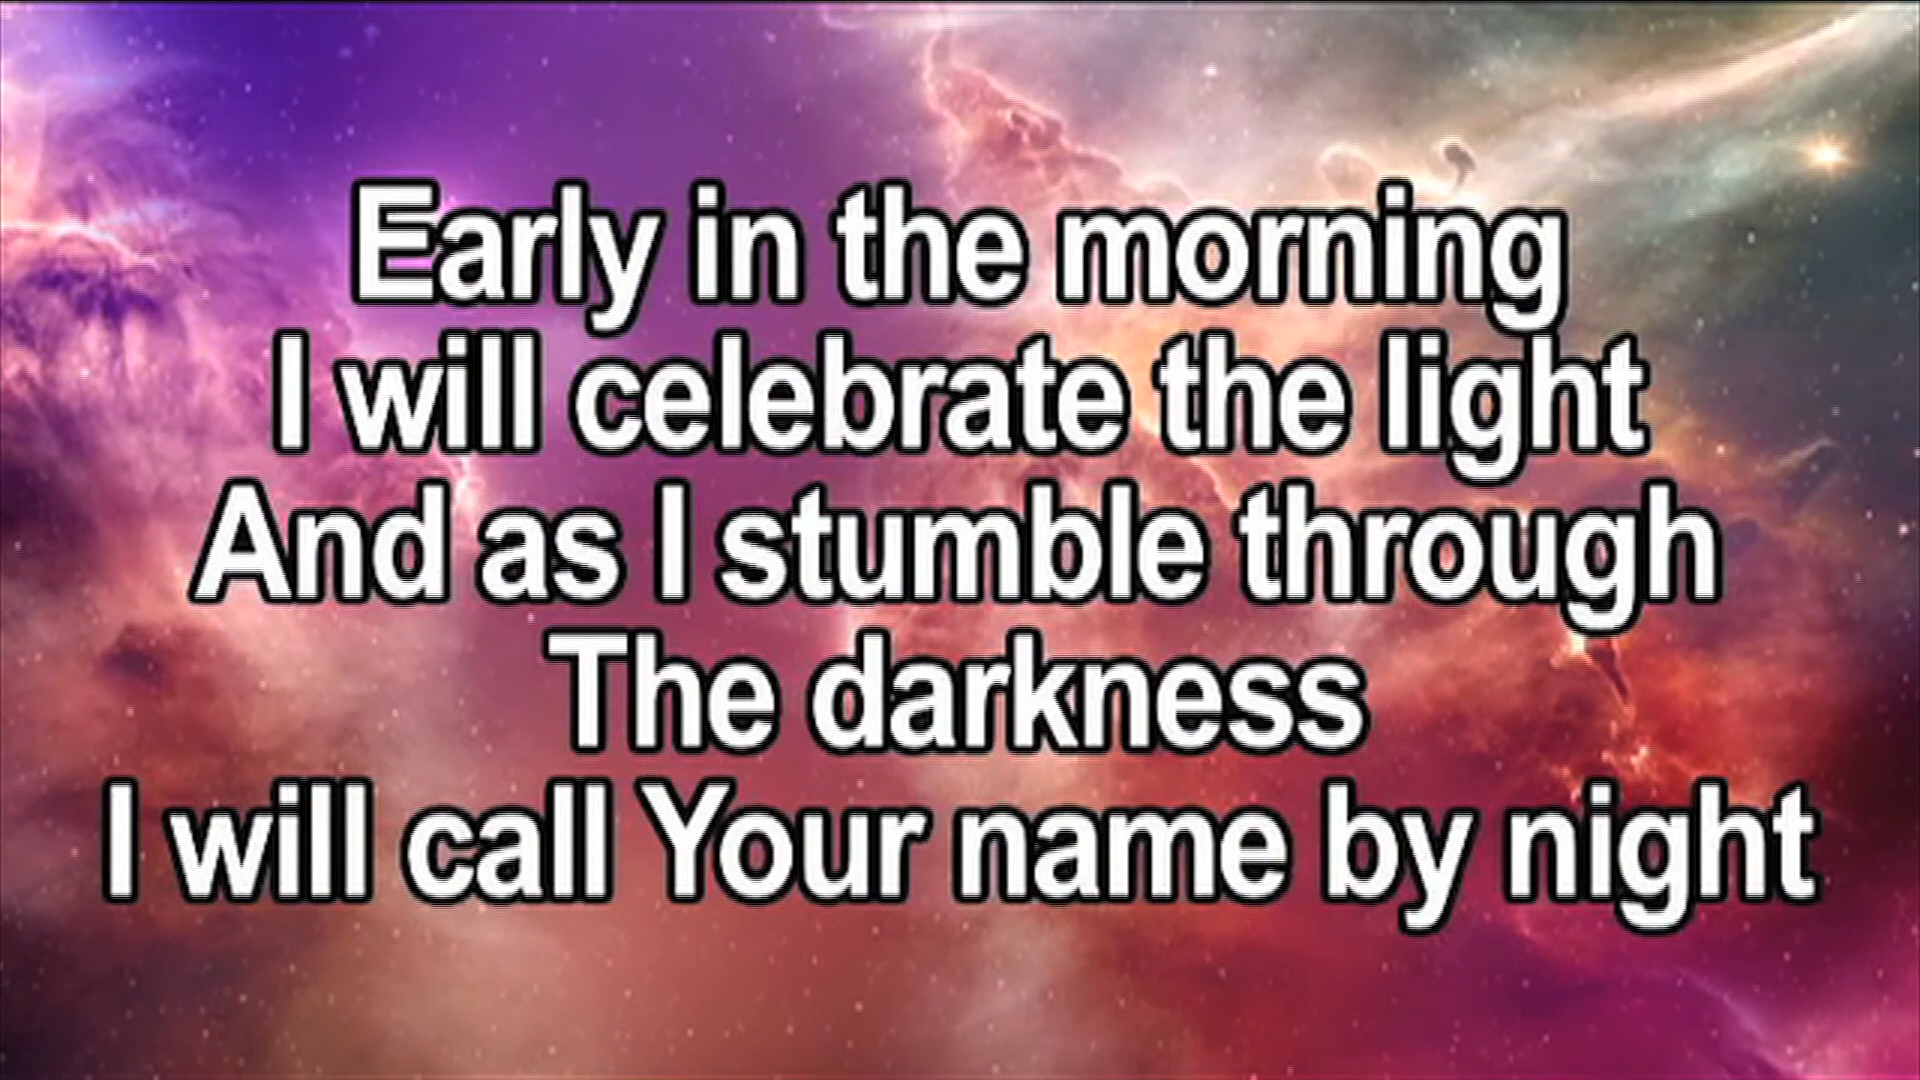 Early in the morning
I will celebrate the light
And as I stumble through
The darkness
I will call Your name by night